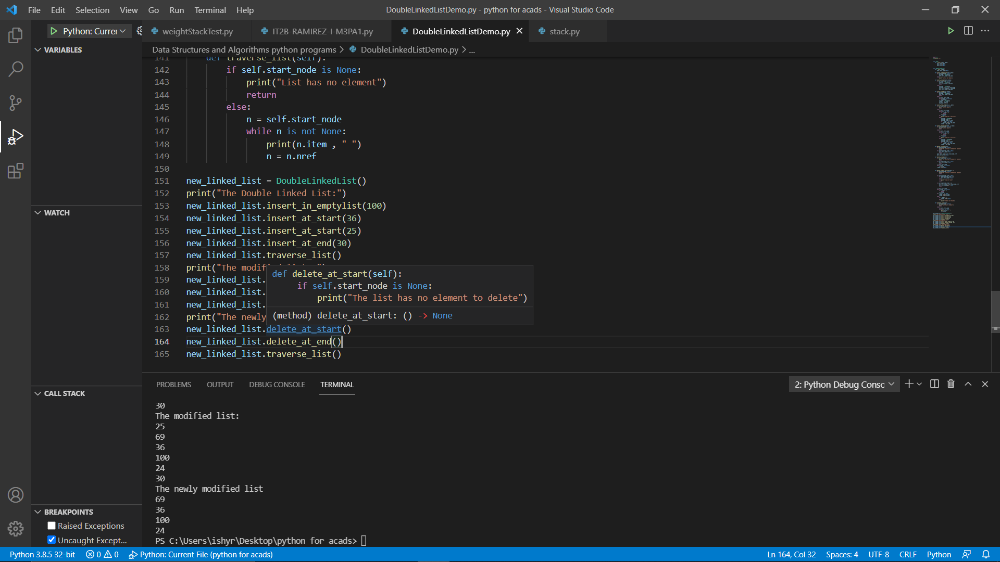 File Edit Selection View Go Run Terminal Help
DoubleLinkedListDemo.py - python for acads - Visual Studio Code
Python: Currer
weightStackTest.py
IT2B-RAMIREZ-I-M3PA1.py
DoubleLinkedListDemo.py
stack.py
Data Structures and Algorithms python programs > DoubleLinkedListDemo.py > ...
VARIABLES
WATCH
CALL STACK
BREAKPOINTS
Raised Exceptions
Uncaught Except...
141 def traverse_list(self):
142 if self.start_node is None:
143 print("List has no element")
144 return
145 else:
146 n = self.start_node
147 while n is not None:
148 print(n.item , " ")
149 n = n.nref
150
151 new_linked_list = DoubleLinkedList()
152 print("The Double Linked List:")
153 new_linked_list.insert_in_emptylist(100)
154 new_linked_list.insert_at_start(36)
155 new_linked_list.insert_at_start(25)
156 new_linked_list.insert_at_end(30)
157 new_linked_list.traverse_list()
158 print("The modif
159 new_linked_list.
160 new_linked_list.
161 new_linked_list.
162 print("The newly
def delete_at_start(self):
if self.start_node is None:
print("The list has no element to delete")
(method) delete_at_start: () -> None
163 new_linked_list.delete_at_start()
164 new_linked_list.delete_at_end()
165 new_linked_list.traverse_list()
PROBLEMS OUTPUT DEBUG CONSOLE TERMINAL
2: Python Debug Consc
30
The modified list:
25
69
36
100
24
30
The newly modified list
69
36
100
24
PS C:\Users\ishyr\Desktop\python for acads>
Python 3.8.5 32-bit 0 0 Python: Current File (python for acads)
Ln 164, Col 32 Spaces: 4 UTF-8 CRLF Python